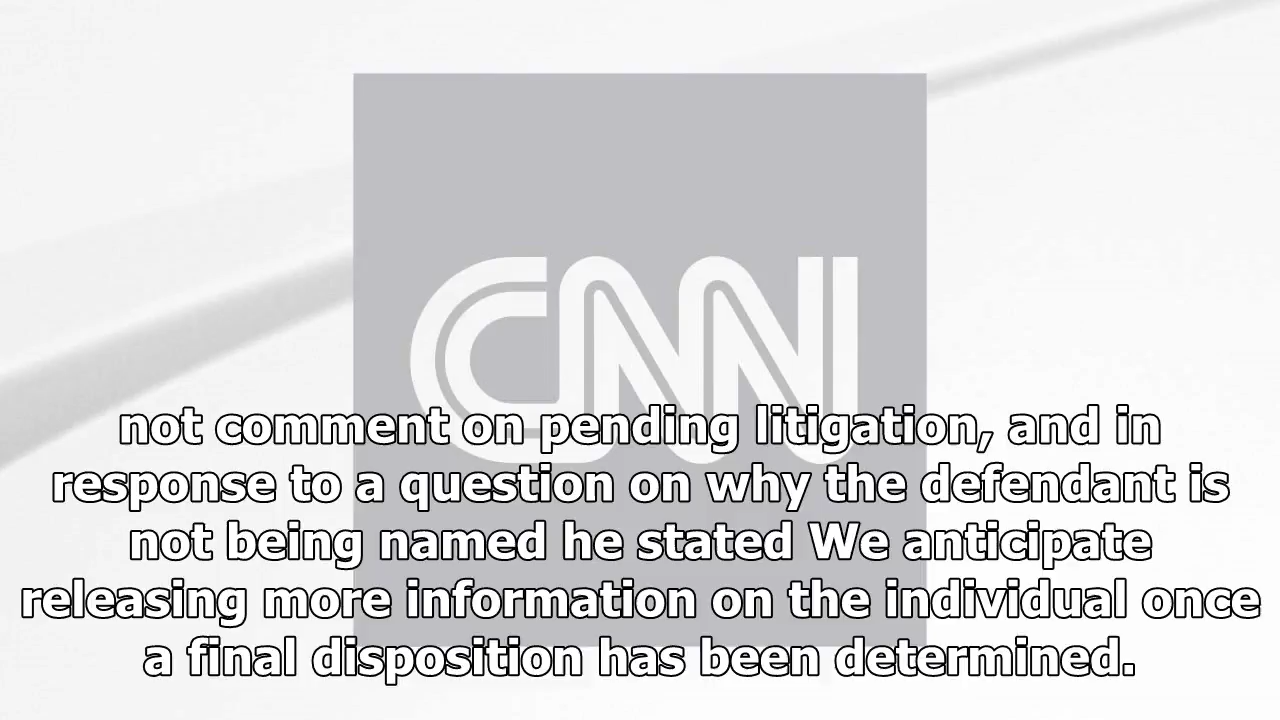 CNN
not comment on pending litigation, and in
response to a question on why the defendant is
not being named he stated We anticipate
releasing more information on the individual once
a final disposition has been determined.